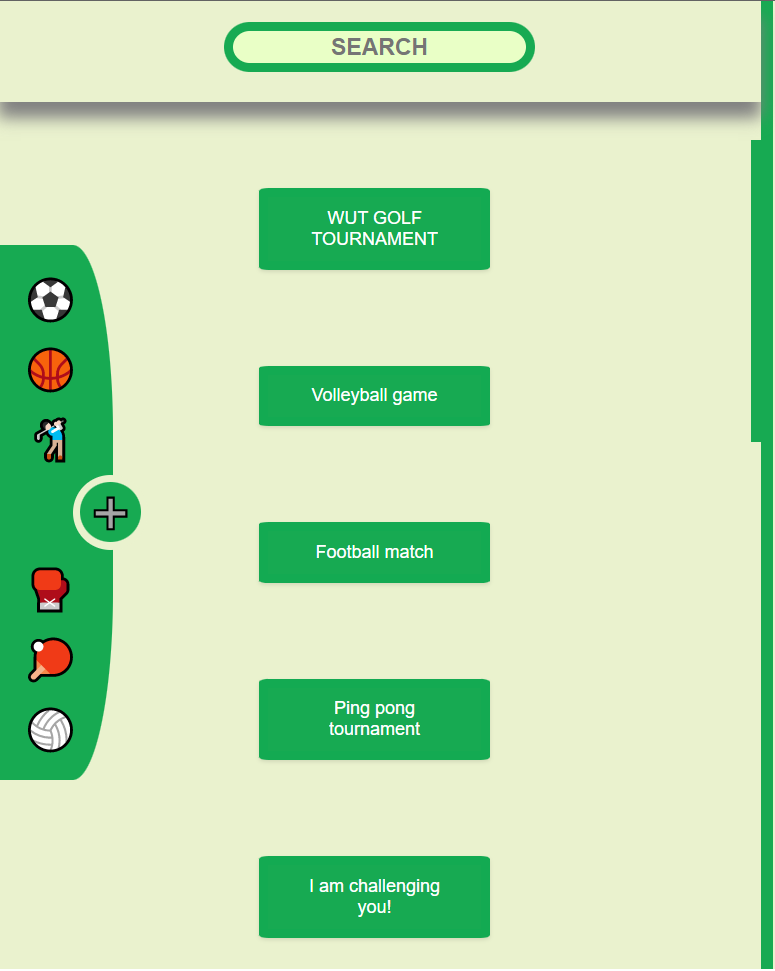 SEARCH
WUT GOLF
TOURNAMENT
Volleyball game
Football match
Ping pong
tournament
I am challenging
you!